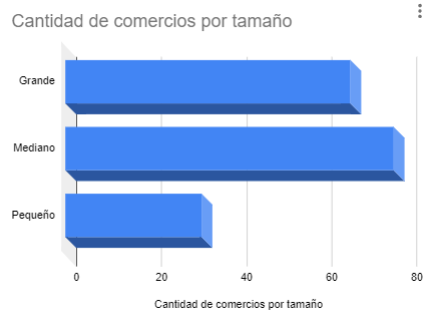 Cantidad de comercios por tamaño
Grande
Mediano
Pequeño
0 20 40 60 80
Cantidad de comercios por tamaño